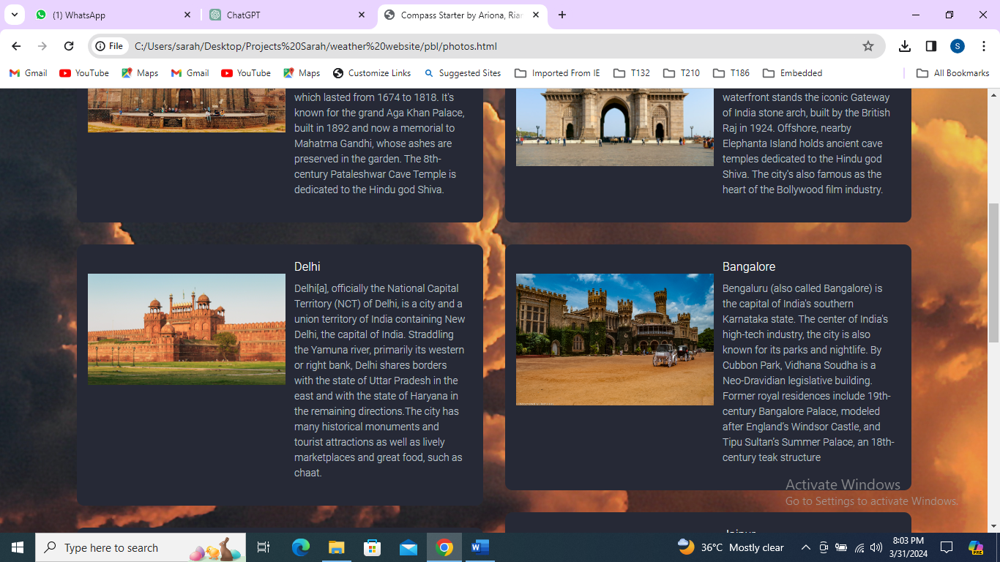 (1) WhatsApp
ChatGPT
Compass Starter by Ariona, Rian
File
C:/Users/sarah/Desktop/Projects%20Sarah/weather%20website/pbl/photos.html
S
Gmail
YouTube
Maps
Gmail
YouTube
Maps
Customize Links
Suggested Sites
Imported From IE
T132
T210
T186
Embedded
All Bookmarks
which lasted from 1674 to 1818. It's
known for the grand Aga Khan Palace,
built in 1892 and now a memorial to
Mahatma Gandhi, whose ashes are
preserved in the garden. The 8th-
century Pataleshwar Cave Temple is
dedicated to the Hindu god Shiva.
waterfront stands the iconic Gateway
of India stone arch, built by the British
Raj in 1924. Offshore, nearby
Elephanta Island holds ancient cave
temples dedicated to the Hindu god
Shiva. The city's also famous as the
heart of the Bollywood film industry.
Delhi
Delhi[a], officially the National Capital
Territory (NCT) of Delhi, is a city and a
union territory of India containing New
Delhi, the capital of India. Straddling
the Yamuna river, primarily its western
or right bank, Delhi shares borders
with the state of Uttar Pradesh in the
east and with the state of Haryana in
the remaining directions.The city has
many historical monuments and
tourist attractions as well as lively
marketplaces and great food, such as
chaat.
Bangalore
Bengaluru (also called Bangalore) is
the capital of India's southern
Karnataka state. The center of India's
high-tech industry, the city is also
known for its parks and nightlife. By
Cubbon Park, Vidhana Soudha is a
Neo-Dravidian legislative building.
Former royal residences include 19th-
century Bangalore Palace, modeled
after England's Windsor Castle, and
Tipu Sultan's Summer Palace, an 18th-
century teak structure
Activate Windows
Go to Settings to activate Windows.
Type here to search
36°C Mostly clear
8:03 PM
3/31/2024
PRE